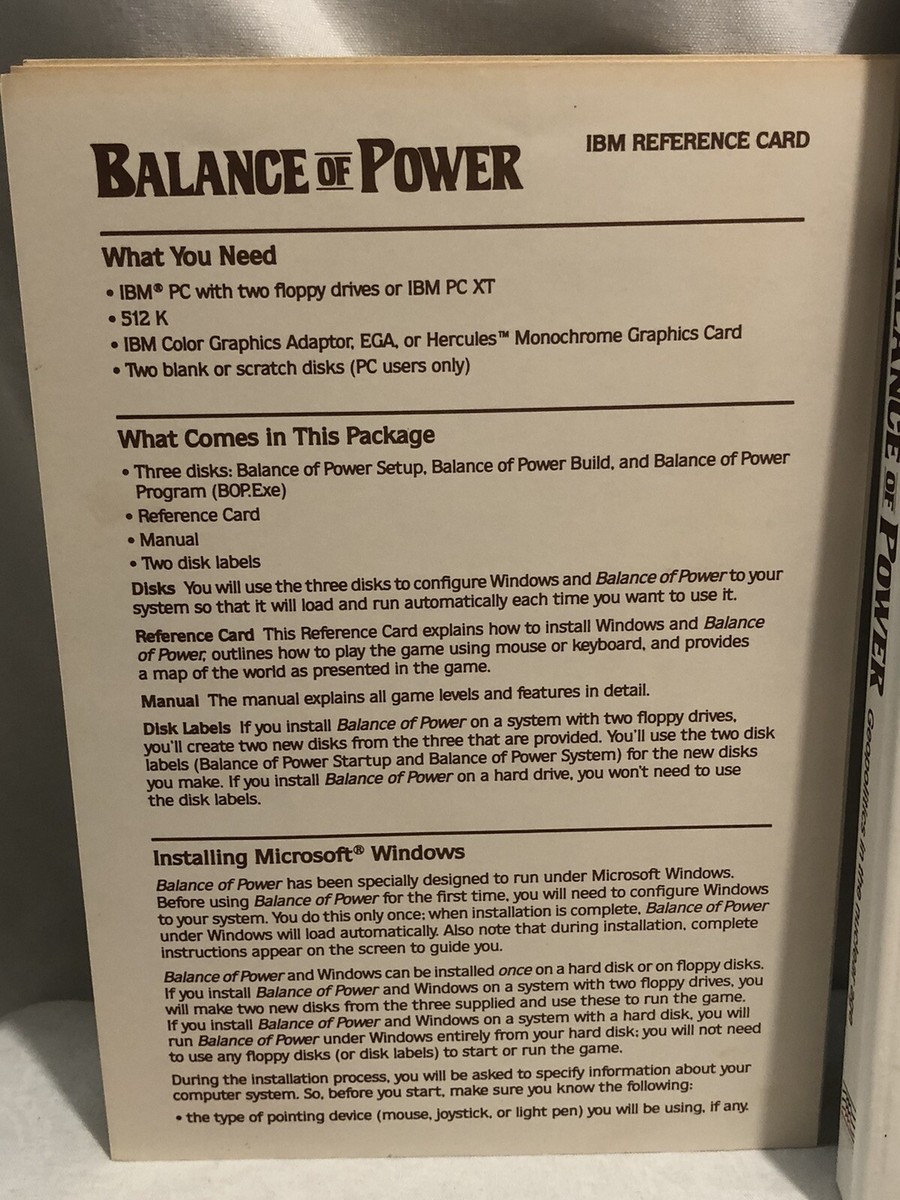 BALANCE OF POWER
IBM REFERENCE CARD
What You Need
• IBM® PC with two floppy drives or IBM PC XT
• 512 K
• IBM Color Graphics Adaptor, EGA, or Hercules™ Monochrome Graphics Card
• Two blank or scratch disks (PC users only)
What Comes in This Package
• Three disks: Balance of Power Setup, Balance of Power Build, and Balance of Power
Program (BOP.Exe)
• Reference Card
• Manual
• Two disk labels
Disks You will use the three disks to configure Windows and Balance of Power to your
system so that it will load and run automatically each time you want to use it.
Reference Card This Reference Card explains how to install Windows and Balance
of Power, outlines how to play the game using mouse or keyboard, and provides
a map of the world as presented in the game.
Manual The manual explains all game levels and features in detail.
Disk Labels If you install Balance of Power on a system with two floppy drives,
you'll create two new disks from the three that are provided. You'll use the two disk
labels (Balance of Power Startup and Balance of Power System) for the new disks
you make. If you install Balance of Power on a hard drive, you won't need to use
the disk labels.
Installing Microsoft® Windows
Balance of Power has been specially designed to run under Microsoft Windows.
Before using Balance of Power for the first time, you will need to configure Windows
to your system. You do this only once; when installation is complete, Balance of Power
under Windows will load automatically. Also note that during installation, complete
instructions appear on the screen to guide you.
Balance of Power and Windows can be installed once on a hard disk or on floppy disks.
If you install Balance of Power and Windows on a system with two floppy drives, you
will make two new disks from the three supplied and use these to run the game.
If you install Balance of Power and Windows on a system with a hard disk, you will
run Balance of Power under Windows entirely from your hard disk; you will not need
to use any floppy disks (or disk labels) to start or run the game.
During the installation process, you will be asked to specify information about your
computer system. So, before you start, make sure you know the following:
• the type of pointing device (mouse, joystick, or light pen) you will be using, if any.
BALANCE OF POWER Geopolitics in the nuclear age